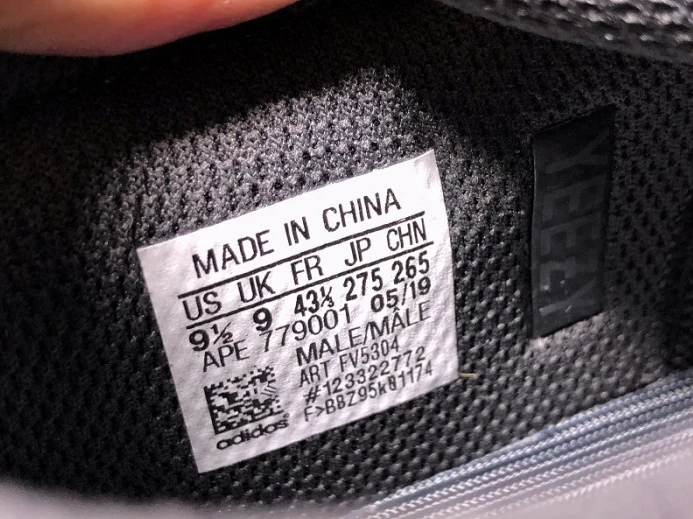 MADE IN CHINA
US UK FR JP CHN
9½ 9 43⅓ 275 265
APE 779001 05/19
MALE/MÂLE
ART FV5304
#123322772
F>B8Z95k81174
adidas
YEEZY